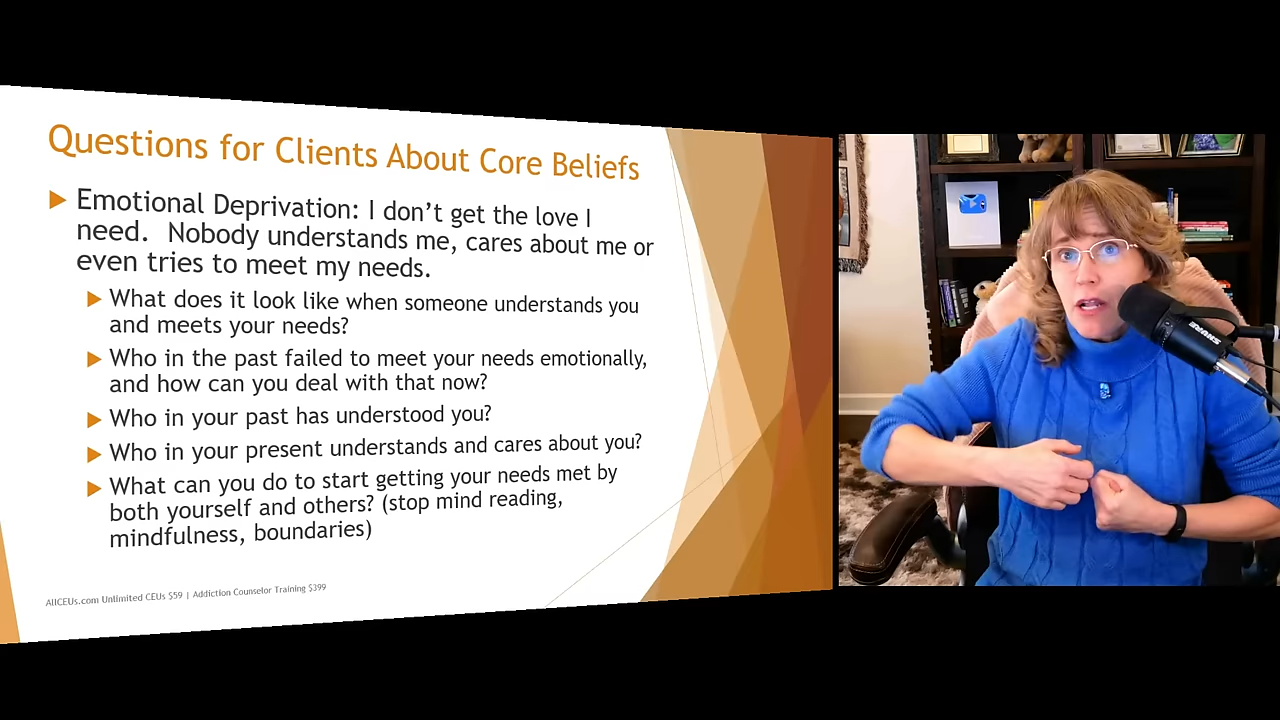 Questions for Clients About Core Beliefs
Emotional Deprivation: I don't get the love I
need.  Nobody understands me, cares about me or
even tries to meet my needs.
What does it look like when someone understands you
and meets your needs?
Who in the past failed to meet your needs emotionally,
and how can you deal with that now?
Who in your past has understood you?
Who in your present understands and cares about you?
What can you do to start getting your needs met by
both yourself and others? (stop mind reading,
mindfulness, boundaries)
AllCEUs.com Unlimited CEUs $59 | Addiction Counselor Training $399
SHURE